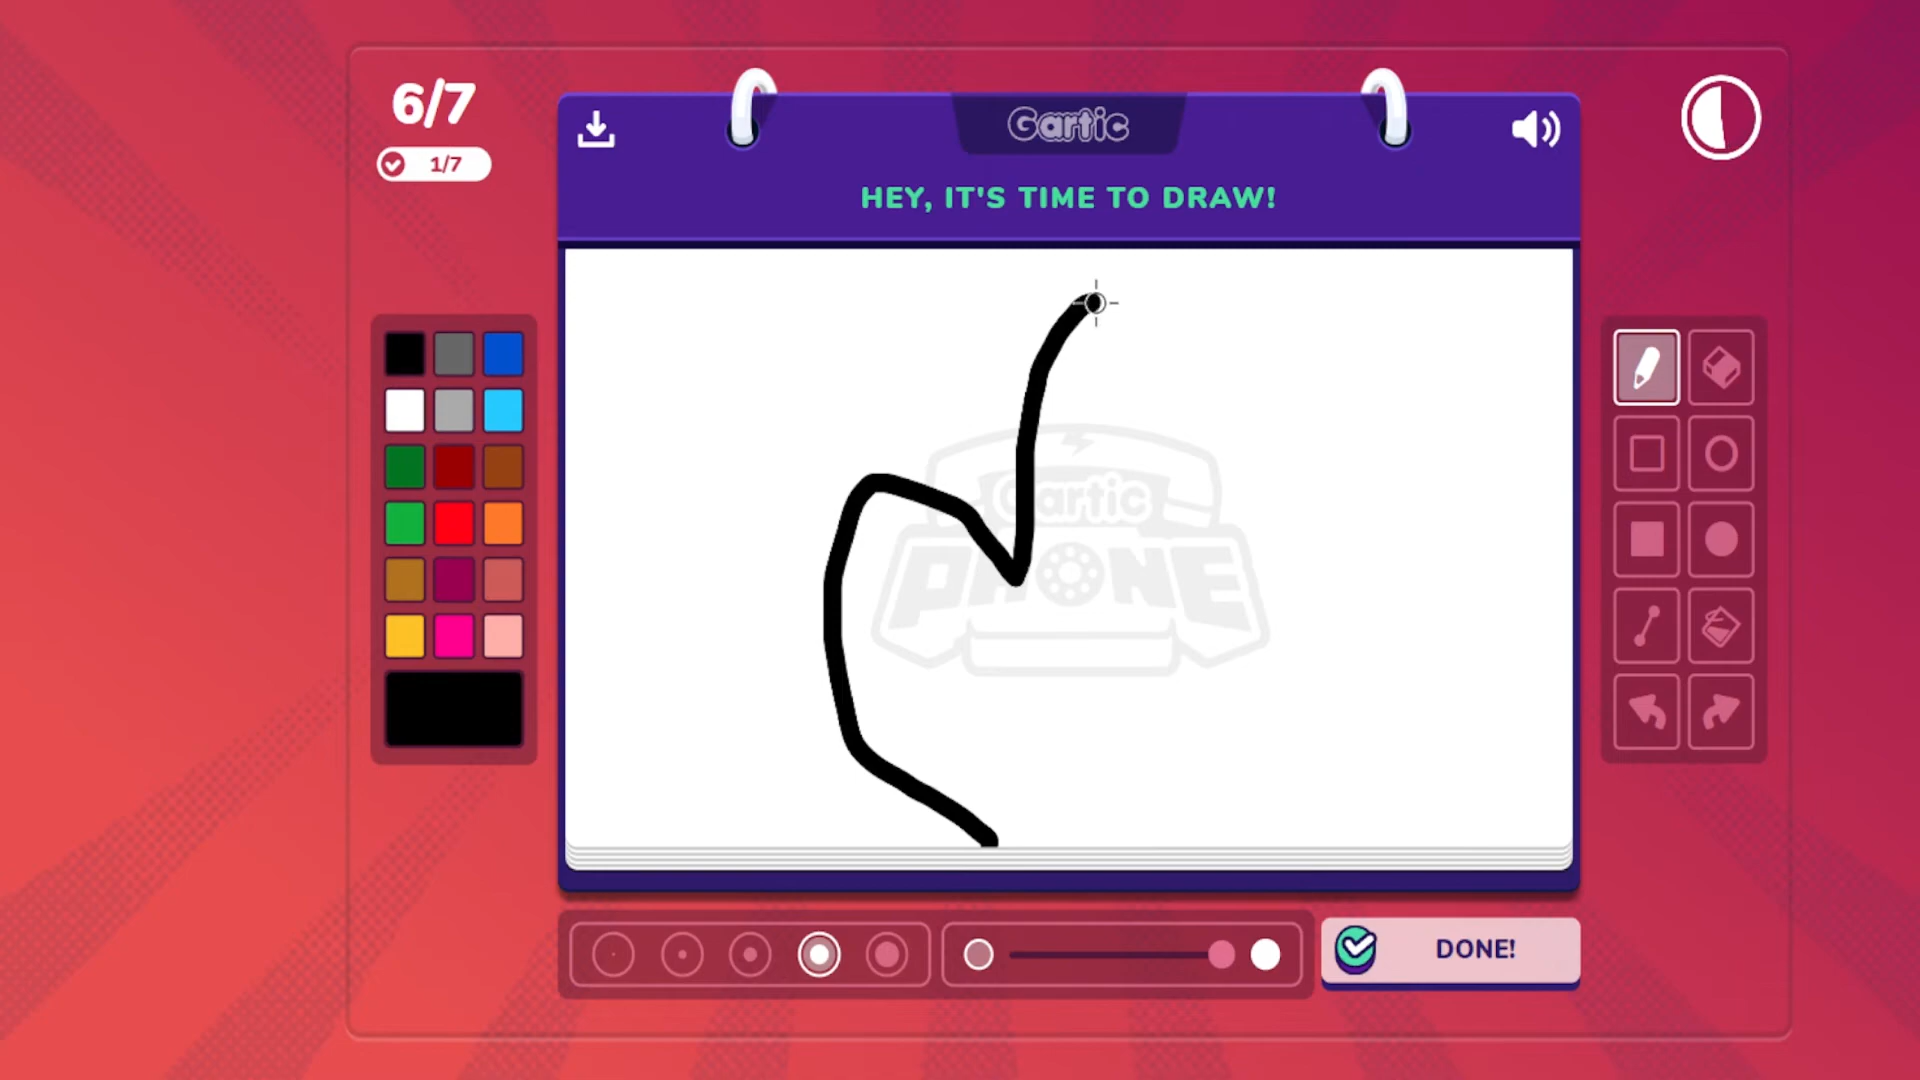 6/7
1/7
Gartic
HEY, IT'S TIME TO DRAW!
Gartic
PHONE
DONE!